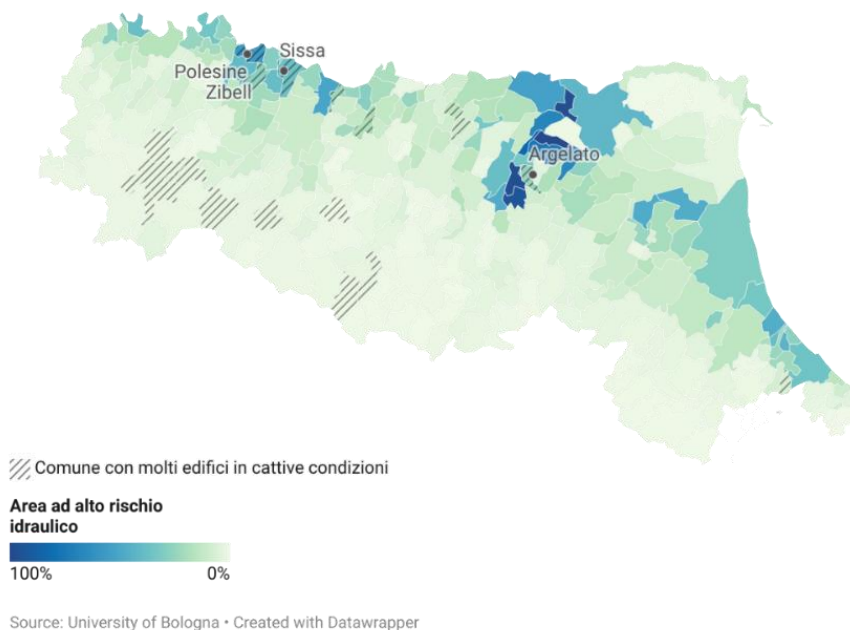 Sissa
Polesine
Zibell
Argelato
Comune con molti edifici in cattive condizioni
Area ad alto rischio
idraulico
100%
0%
Source: University of Bologna • Created with Datawrapper